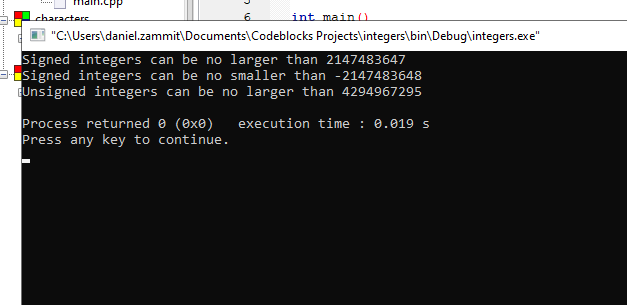 main.cpp
characters
5
6 int main()
"C:\Users\daniel.zammit\Documents\Codeblocks Projects\integers\bin\Debug\integers.exe"
Signed integers can be no larger than 2147483647
Signed integers can be no smaller than -2147483648
Unsigned integers can be no larger than 4294967295
Process returned 0 (0x0)   execution time : 0.019 s
Press any key to continue.